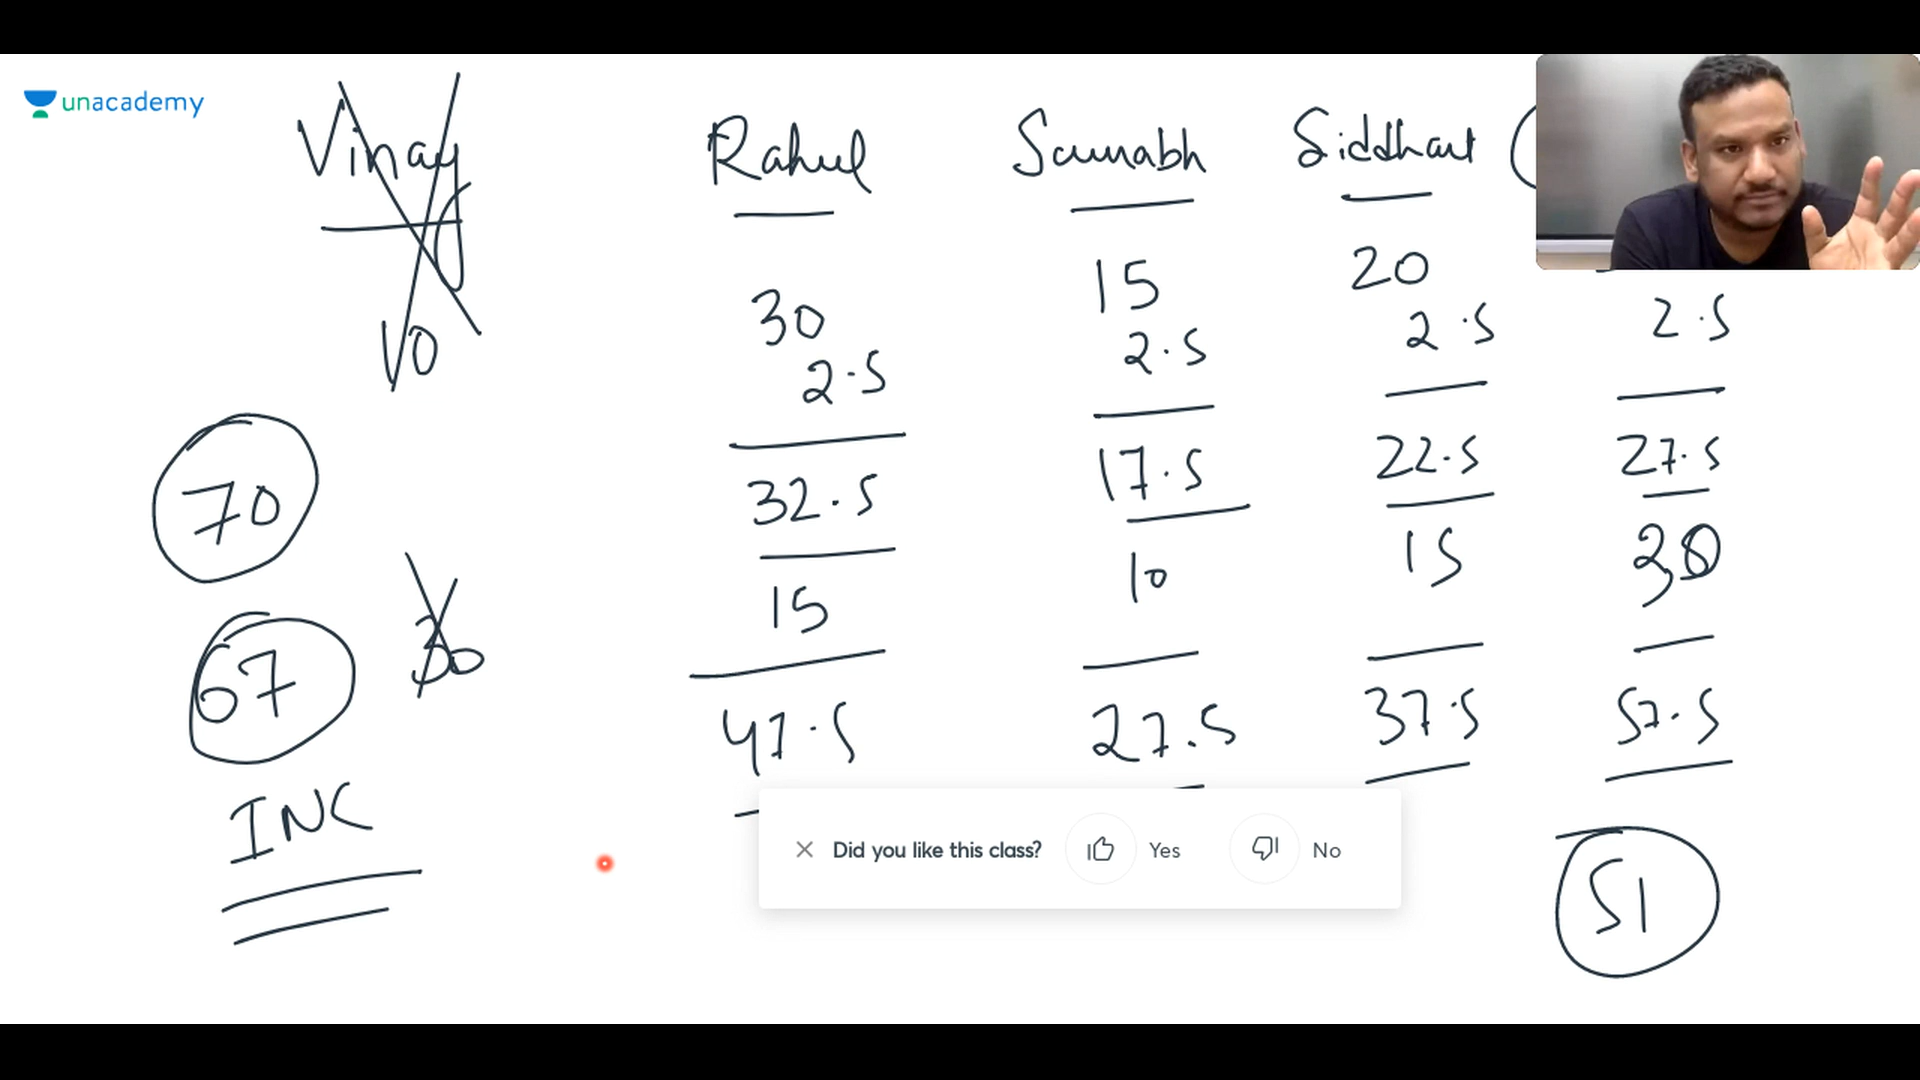 unacademy
Vinay Rahul Saurabh Siddhart
10 30 15 20
2.5 2.5 2.5 2.5
32.5 17.5 22.5 27.5
70
15 10 15 30
67 30
47.5 27.5 37.5 57.5
INC
Did you like this class? Yes No
51